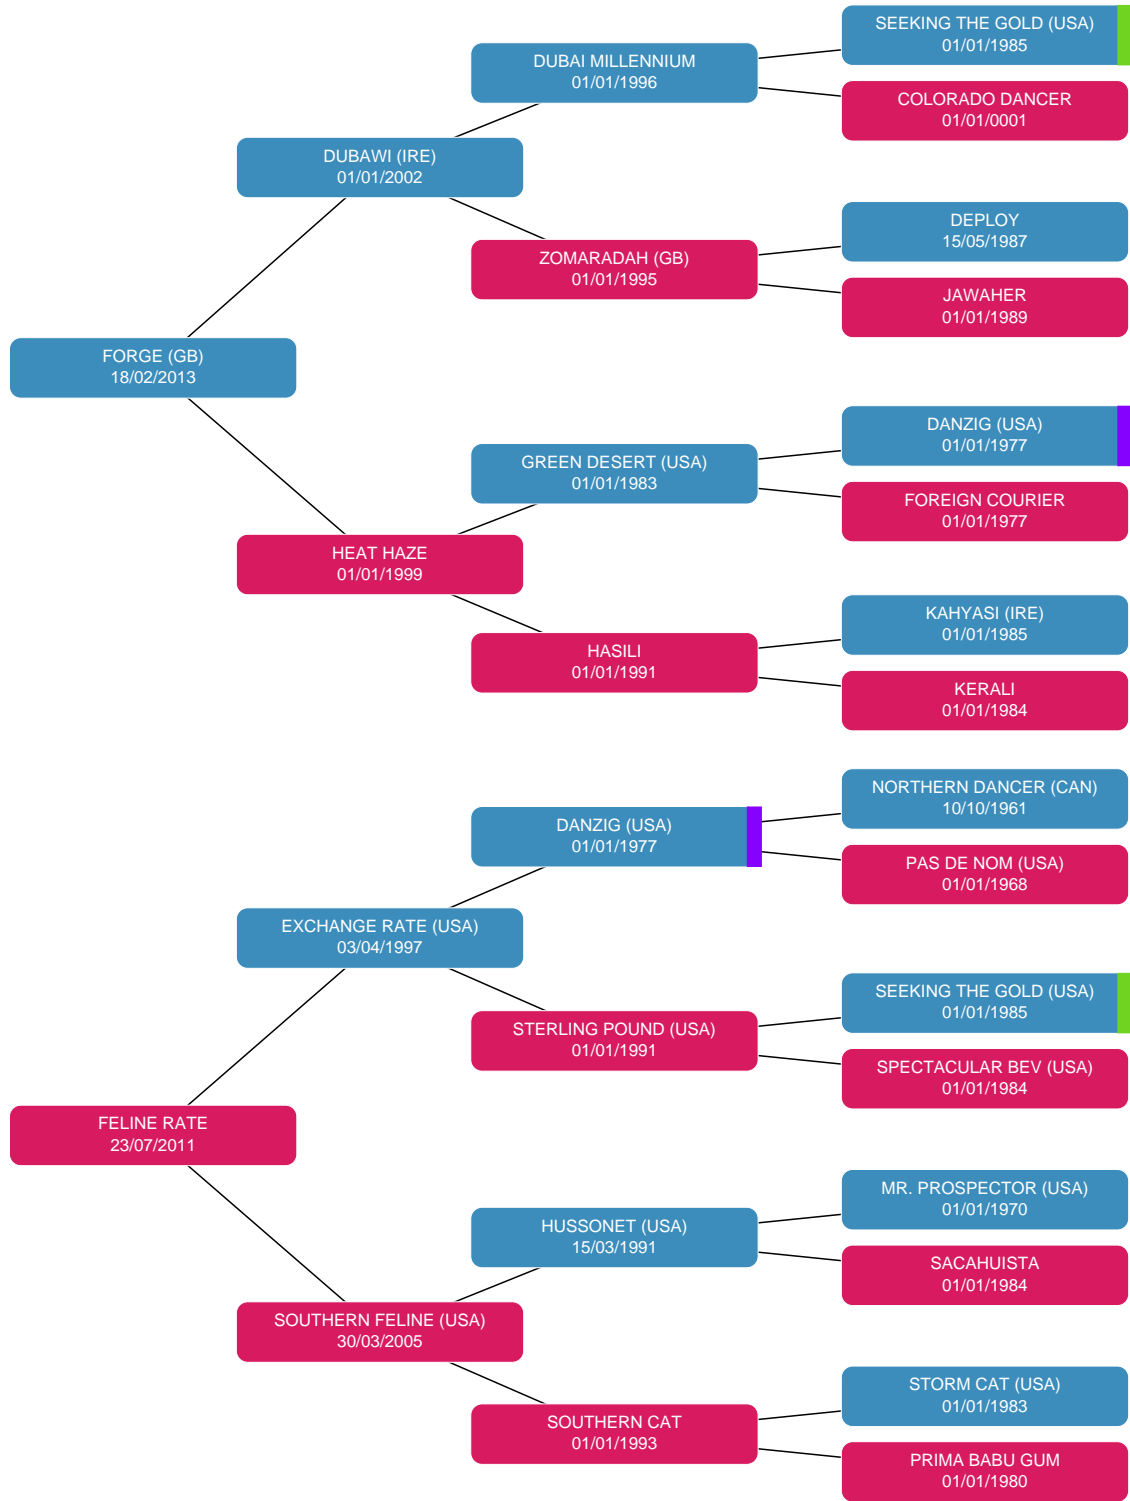 SEEKING THE GOLD (USA)
01/01/1985
DUBAI MILLENNIUM
01/01/1996
COLORADO DANCER
01/01/0001
DUBAWI (IRE)
01/01/2002
DEPLOY
15/05/1987
ZOMARADAH (GB)
01/01/1995
JAWAHER
01/01/1989
FORGE (GB)
18/02/2013
DANZIG (USA)
01/01/1977
GREEN DESERT (USA)
01/01/1983
FOREIGN COURIER
01/01/1977
HEAT HAZE
01/01/1999
KAHYASI (IRE)
01/01/1985
HASILI
01/01/1991
KERALI
01/01/1984
NORTHERN DANCER (CAN)
10/10/1961
DANZIG (USA)
01/01/1977
PAS DE NOM (USA)
01/01/1968
EXCHANGE RATE (USA)
03/04/1997
SEEKING THE GOLD (USA)
01/01/1985
STERLING POUND (USA)
01/01/1991
SPECTACULAR BEV (USA)
01/01/1984
FELINE RATE
23/07/2011
MR. PROSPECTOR (USA)
01/01/1970
HUSSONET (USA)
15/03/1991
SACAHUISTA
01/01/1984
SOUTHERN FELINE (USA)
30/03/2005
STORM CAT (USA)
01/01/1983
SOUTHERN CAT
01/01/1993
PRIMA BABU GUM
01/01/1980